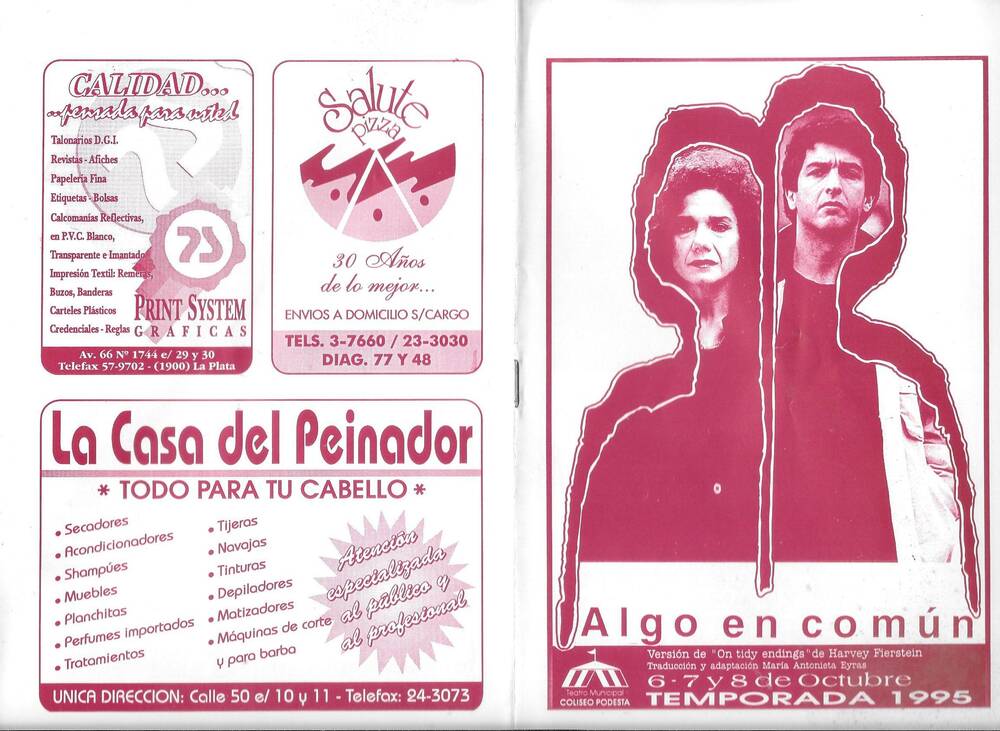 CALIDAD...
...pensada para usted
Talonarios D.G.I.
Revistas - Afiches
Papelería Fina
Etiquetas - Bolsas
Calcomanías Reflectivas,
en P.V.C. Blanco,
Transparente e Imantado
Impresión Textil: Remeras,
Buzos, Banderas
Carteles Plásticos
Credenciales - Reglas
PS
PRINT SYSTEM
GRAFICAS
Av. 66 Nº 1744 e/ 29 y 30
Telefax 57-9702 - (1900) La Plata
Salute
pizza
30 Años
de lo mejor...
ENVIOS A DOMICILIO S/CARGO
TELS. 3-7660 / 23-3030
DIAG. 77 Y 48
La Casa del Peinador
* TODO PARA TU CABELLO *
• Secadores
• Acondicionadores
• Shampúes
• Muebles
• Planchitas
• Perfumes importados
• Tratamientos
• Tijeras
• Navajas
• Tinturas
• Depiladores
• Matizadores
• Máquinas de corte
y para barba
Atención
especializada
al público y
al profesional
UNICA DIRECCION: Calle 50 e/ 10 y 11 - Telefax: 24-3073
Algo en común
Versión de "On tidy endings" de Harvey Fierstein
Traducción y adaptación María Antonieta Eyras
6 - 7 y 8 de Octubre
TEMPORADA 1995
Teatro Municipal
COLISEO PODESTA